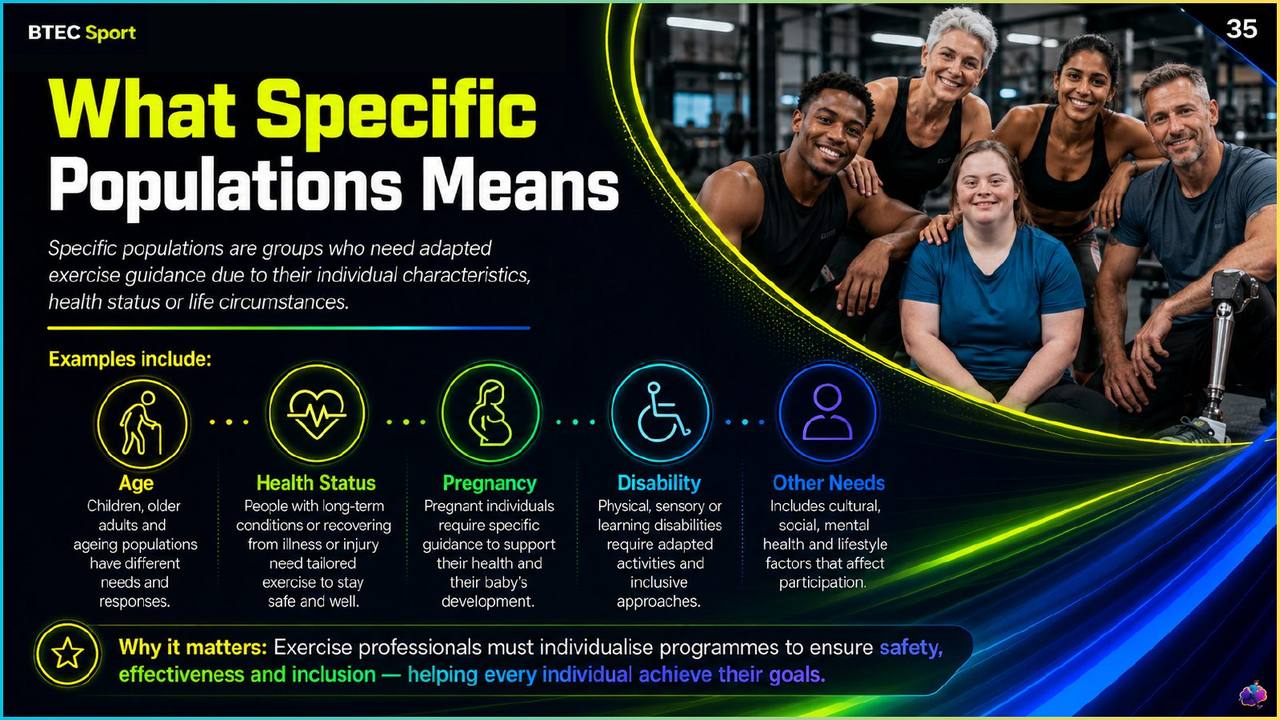 BTEC Sport
35
What Specific
Populations Means
Specific populations are groups who need adapted
exercise guidance due to their individual characteristics,
health status or life circumstances.
Examples include:
Age
Children, older
adults and
ageing populations
have different
needs and
responses.
Health Status
People with long-term
conditions or recovering
from illness or injury
need tailored
exercise to stay
safe and well.
Pregnancy
Pregnant individuals
require specific
guidance to support
their health and
their baby's
development.
Disability
Physical, sensory or
learning disabilities
require adapted
activities and
inclusive
approaches.
Other Needs
Includes cultural,
social, mental
health and lifestyle
factors that affect
participation.
Why it matters: Exercise professionals must individualise programmes to ensure safety,
effectiveness and inclusion — helping every individual achieve their goals.